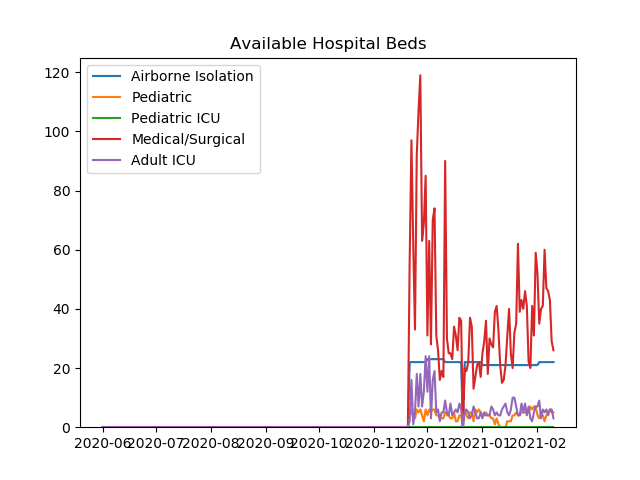 Available Hospital Beds
120
100
80
60
40
20
0
Airborne Isolation
Pediatric
Pediatric ICU
Medical/Surgical
Adult ICU
2020-06 2020-07 2020-08 2020-09 2020-10 2020-11 2020-12 2021-01 2021-02